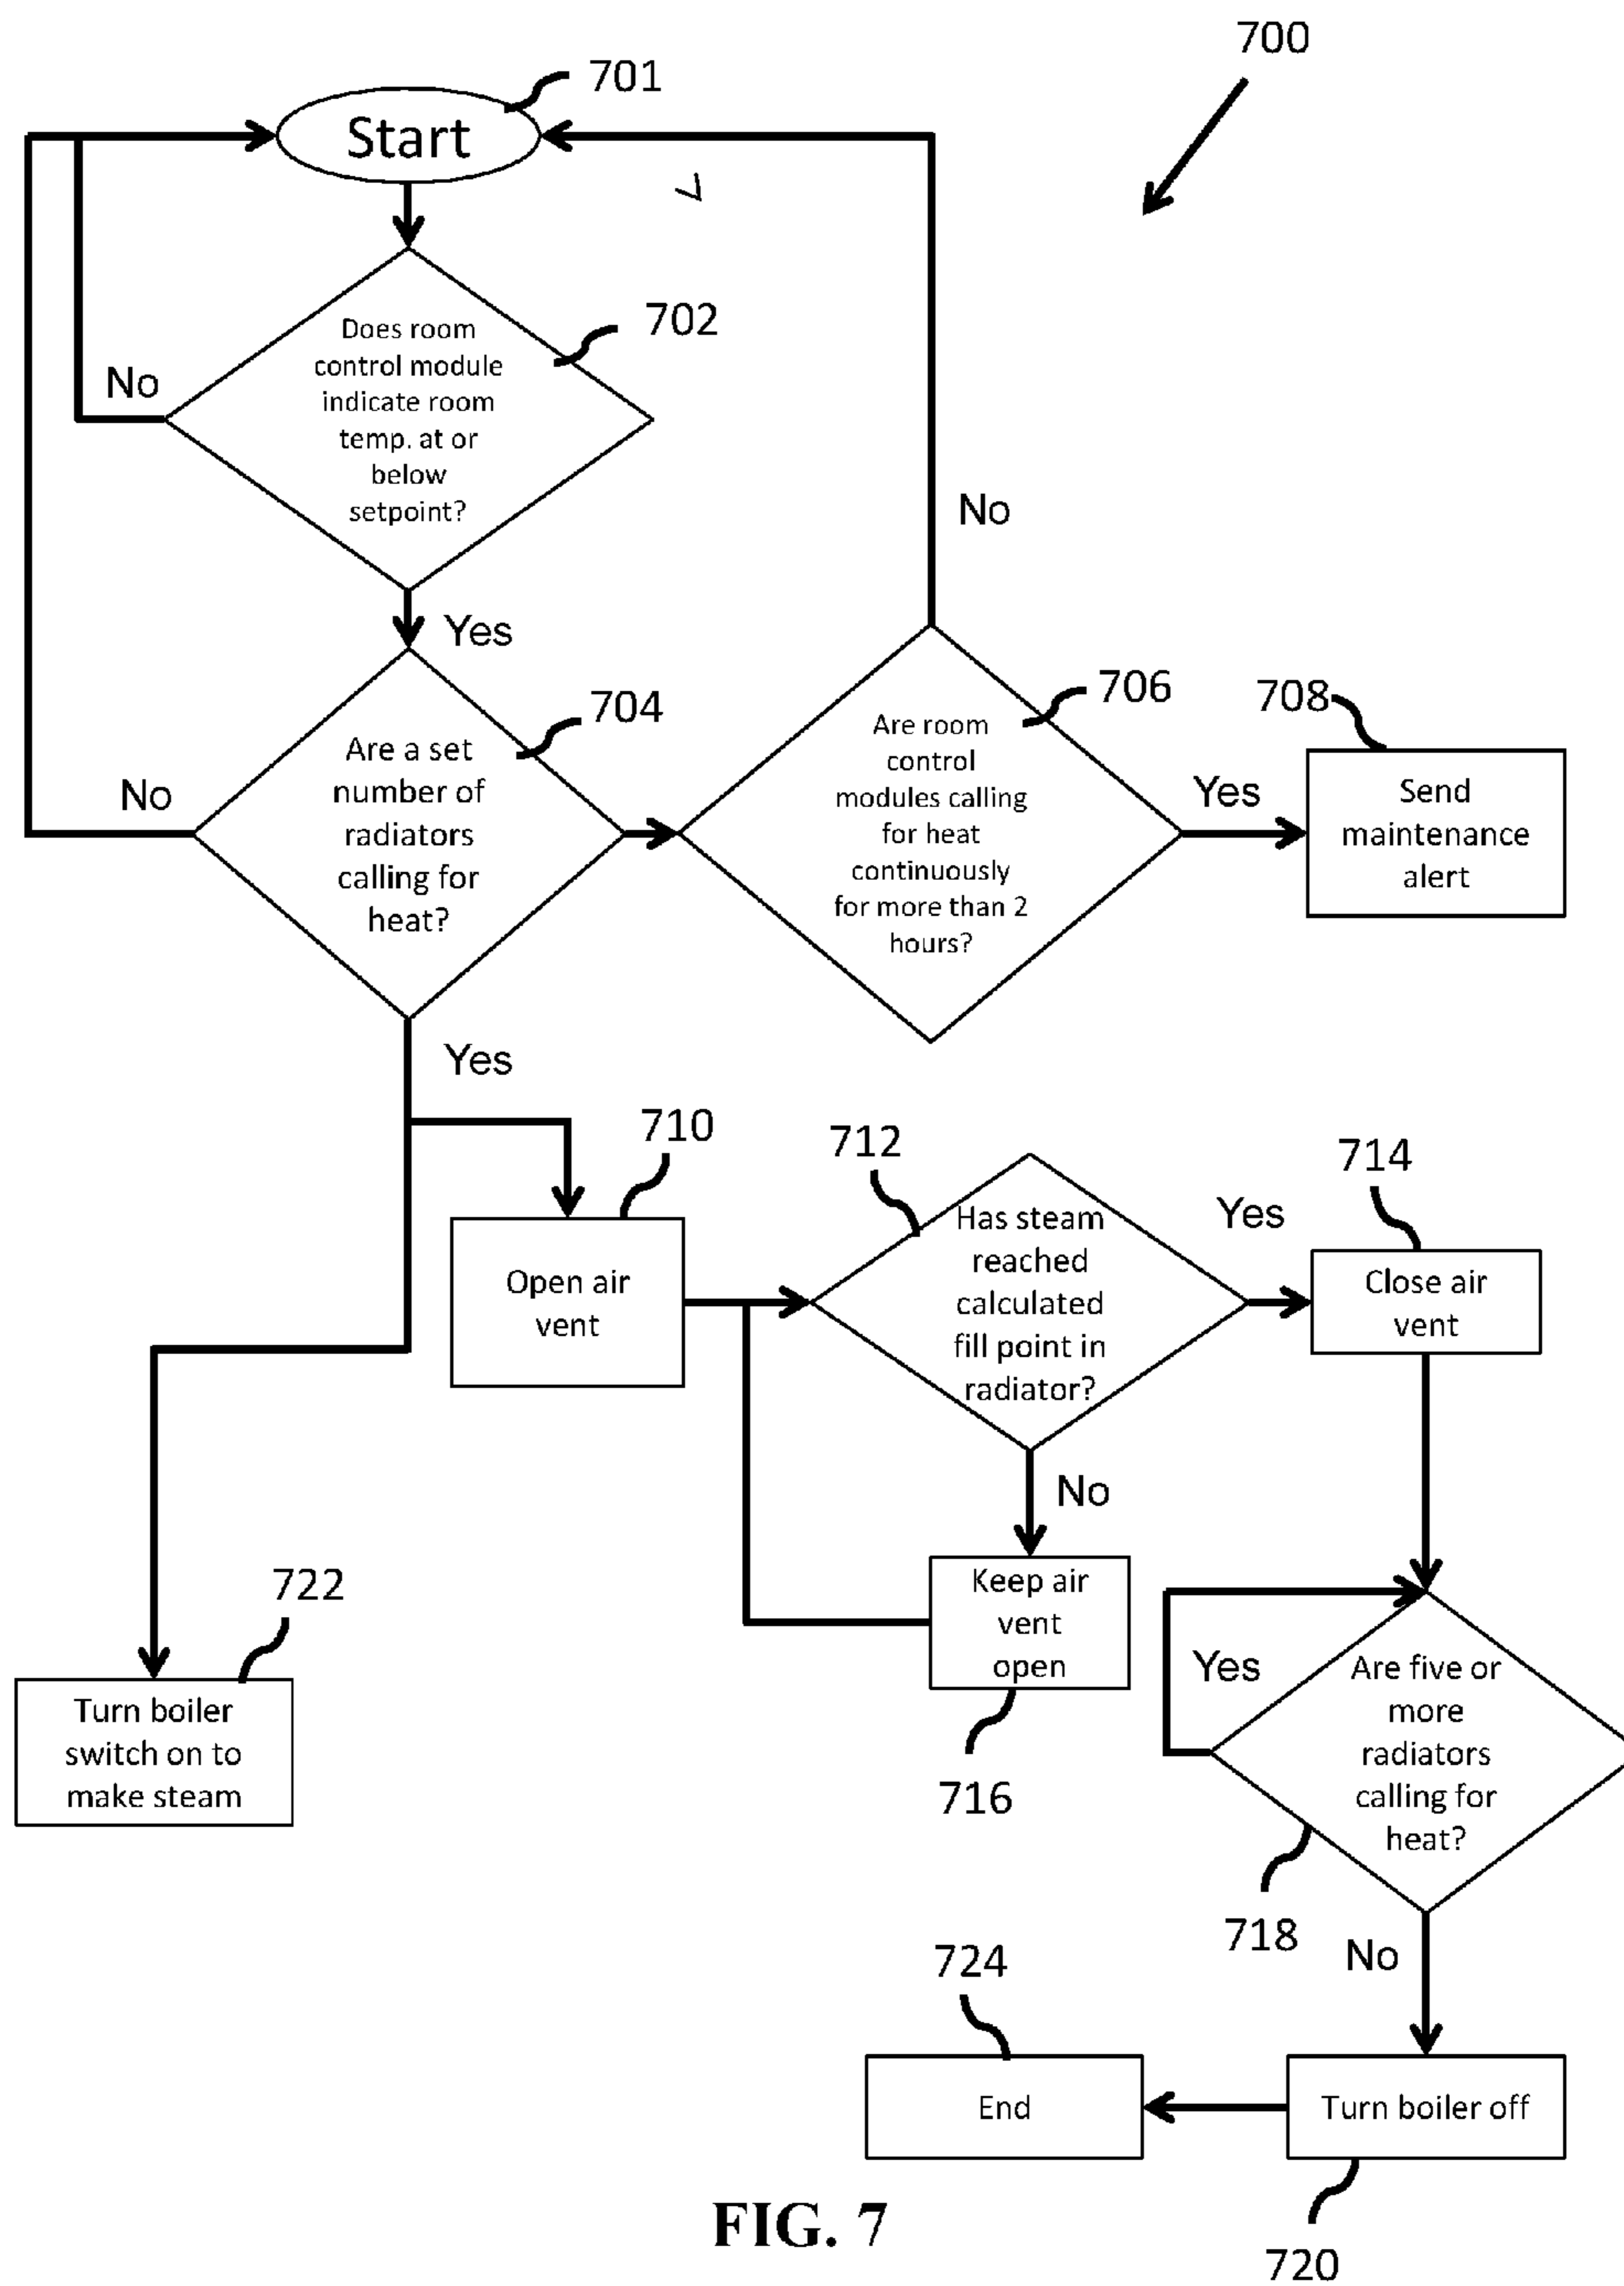 700
701
Start
702
Does room
control module
indicate room
temp. at or
below
setpoint?
No
No
Yes
704
Are a set
number of
radiators
calling for
heat?
No
706
Are room
control
modules calling
for heat
continuously
for more than 2
hours?
Yes
708
Send
maintenance
alert
Yes
710
Open air
vent
712
Has steam
reached
calculated
fill point in
radiator?
Yes
714
Close air
vent
No
Keep air
vent
open
716
722
Turn boiler
switch on to
make steam
Yes
Are five or
more
radiators
calling for
heat?
718
No
724
End
Turn boiler off
720
FIG. 7